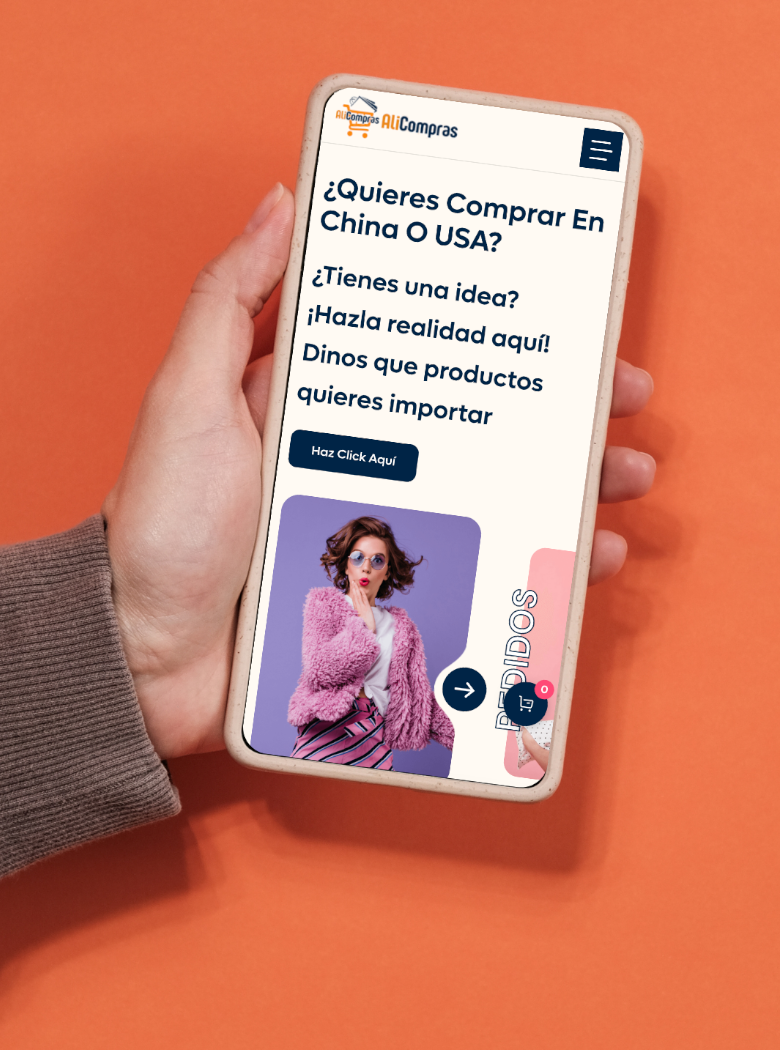 AliCompras AliCompras
¿Quieres Comprar En
China O USA?
¿Tienes una idea?
¡Hazla realidad aquí!
Dinos que productos
quieres importar
Haz Click Aquí
PEDIDOS
0